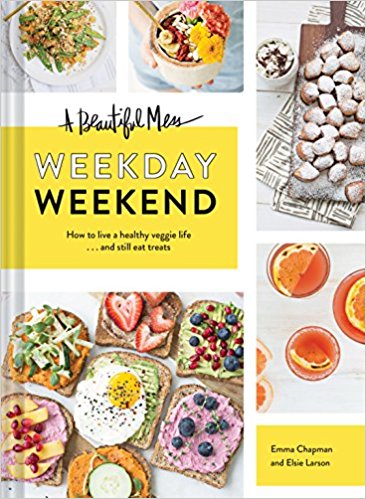 A Beautiful Mess
WEEKDAY
WEEKEND
How to live a healthy veggie life
. . . and still eat treats
Emma Chapman
and Elsie Larson